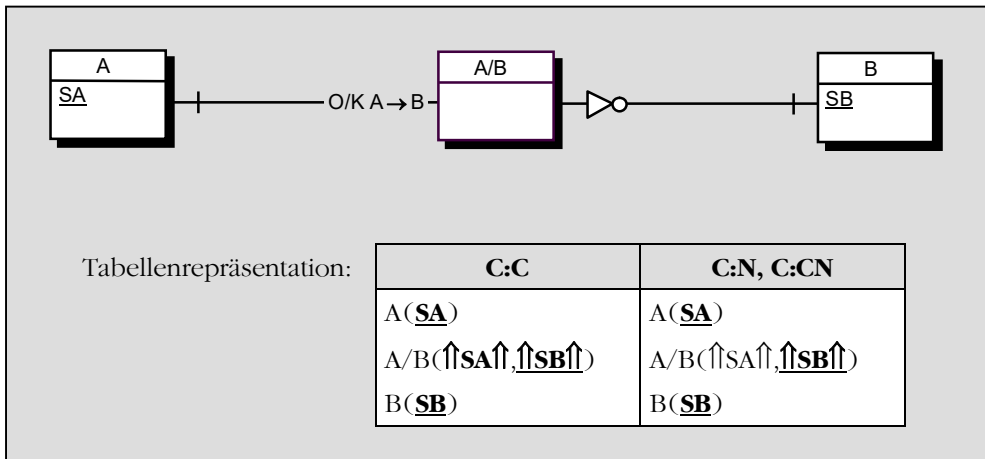 A A/B B
SA O/K A → B SB
Tabellenrepräsentation: C:C C:N, C:CN
A(SA) A(SA)
A/B(⇑SA⇑,⇑SB⇑) A/B(⇑SA⇑,⇑SB⇑)
B(SB) B(SB)